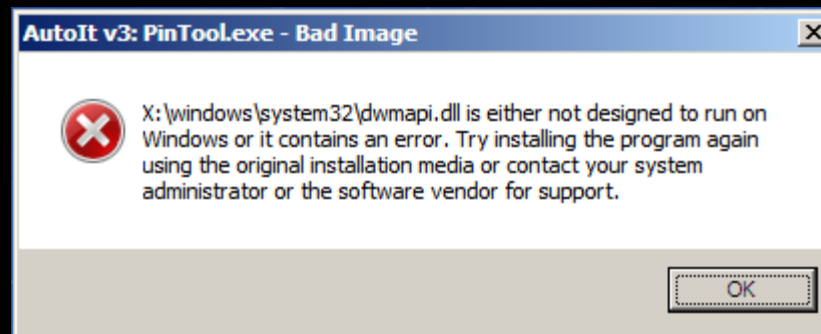 AutoIt v3: PinTool.exe - Bad Image
X:\windows\system32\dwmapi.dll is either not designed to run on
Windows or it contains an error. Try installing the program again
using the original installation media or contact your system
administrator or the software vendor for support.
OK